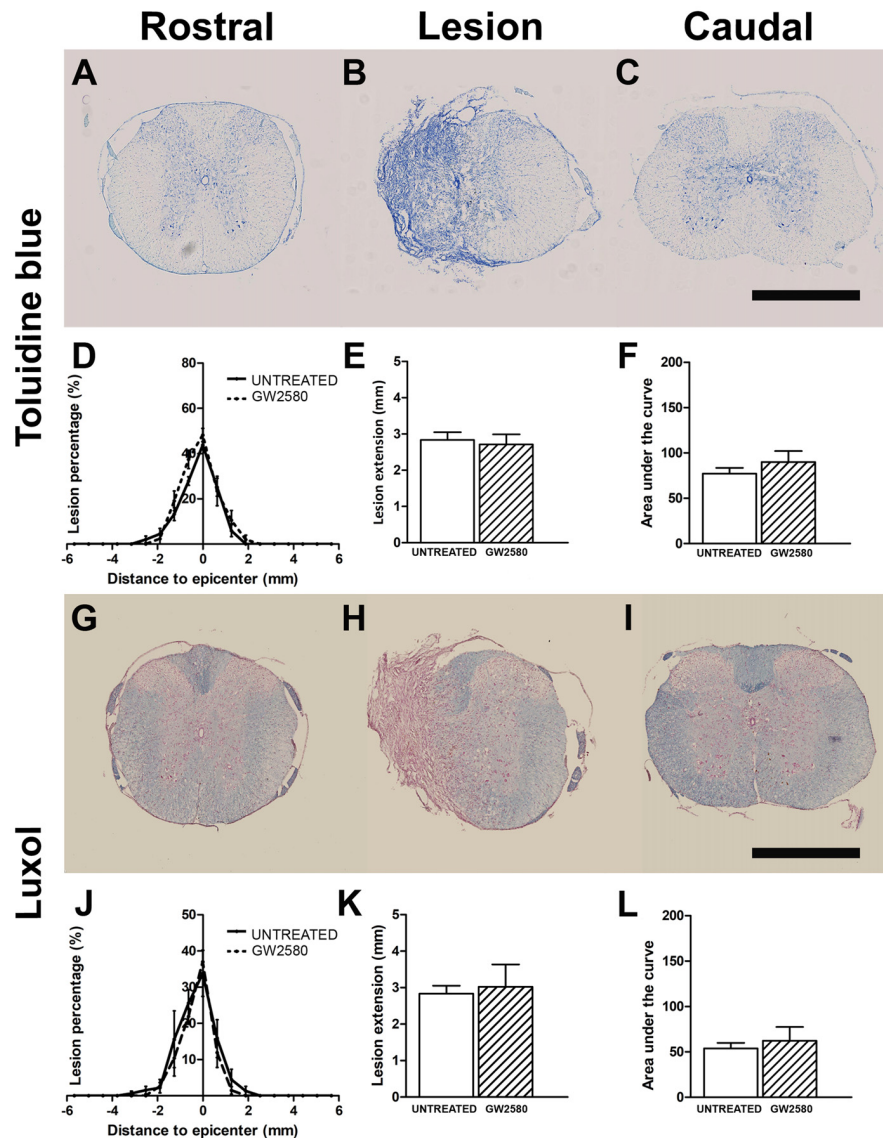 Rostral Lesion Caudal
Toluidine blue
A B C
D E F
Lesion percentage (%)
80
60
40
20
UNTREATED
GW2580
-6 -4 -2 0 2 4 6
Distance to epicenter (mm)
Lesion extension (mm)
5
4
3
2
1
0
UNTREATED GW2580
Area under the curve
200
150
100
50
0
UNTREATED GW2580
Luxol
G H I
J K L
Lesion percentage (%)
50
40
30
20
10
UNTREATED
GW2580
-6 -4 -2 0 2 4 6
Distance to epicenter (mm)
Lesion extension (mm)
5
4
3
2
1
0
UNTREATED GW2580
Area under the curve
200
150
100
50
0
UNTREATED GW2580